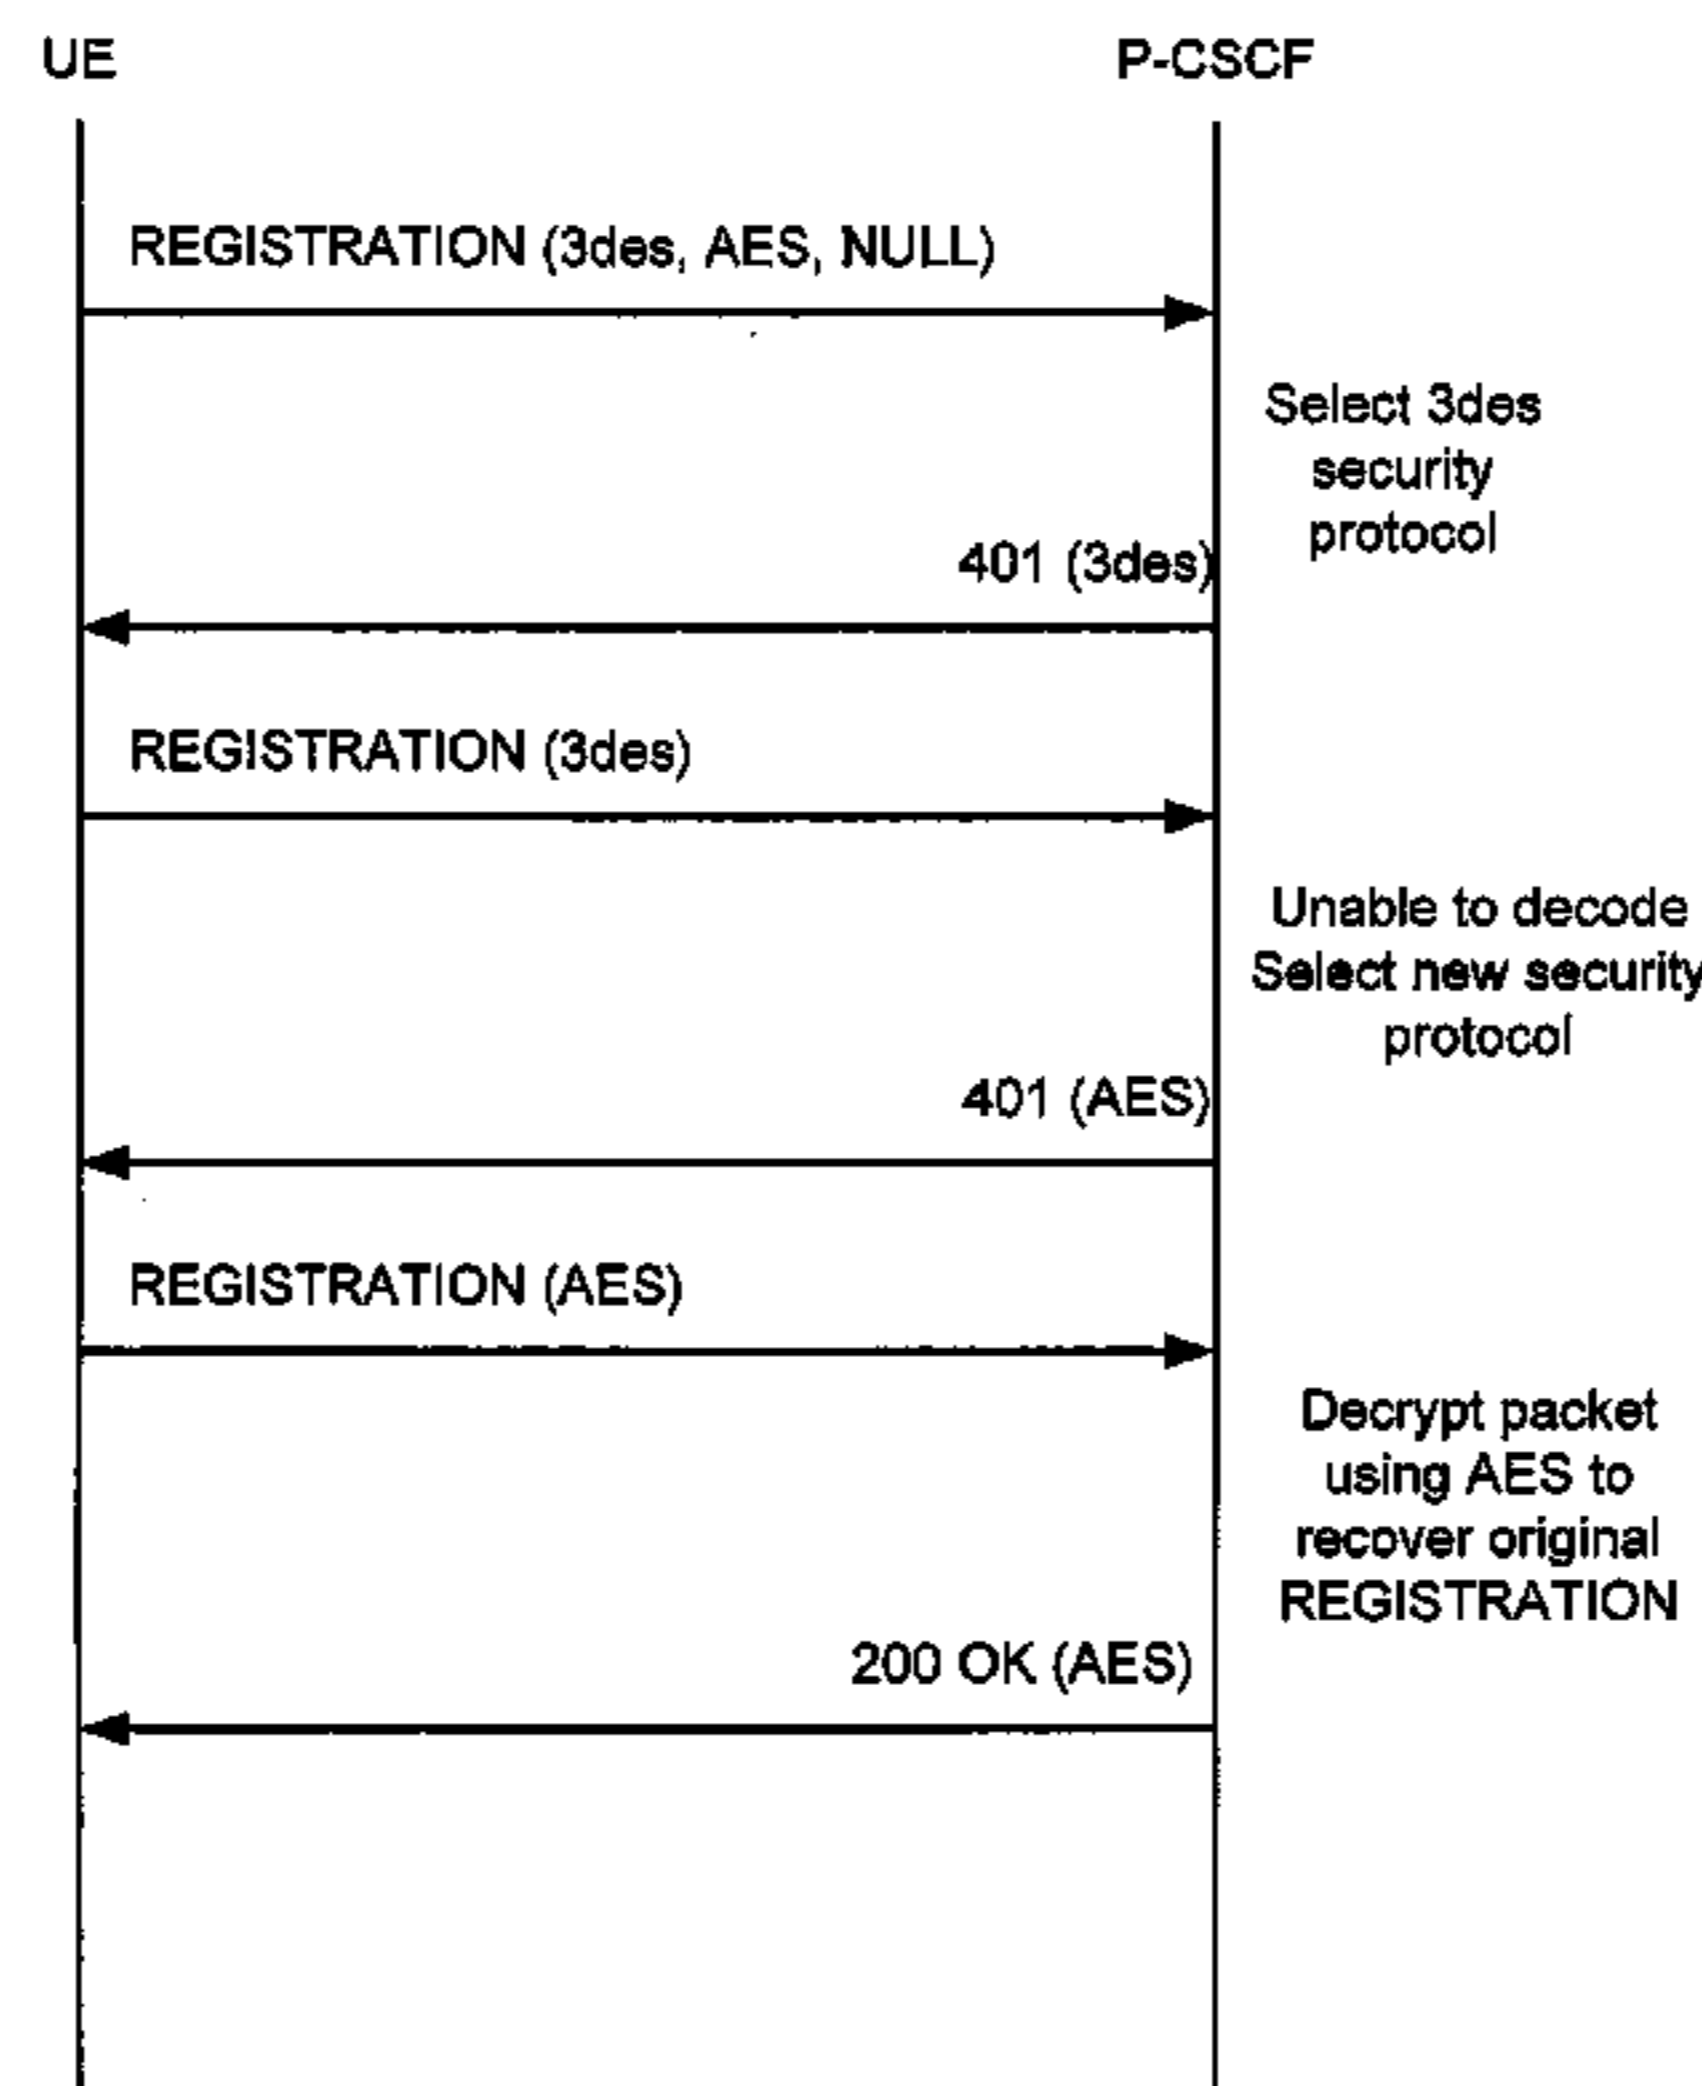 UE
P-CSCF
REGISTRATION (3des, AES, NULL)
Select 3des
security
protocol
401 (3des)
REGISTRATION (3des)
Unable to decode
Select new security
protocol
401 (AES)
REGISTRATION (AES)
Decrypt packet
using AES to
recover original
REGISTRATION
200 OK (AES)